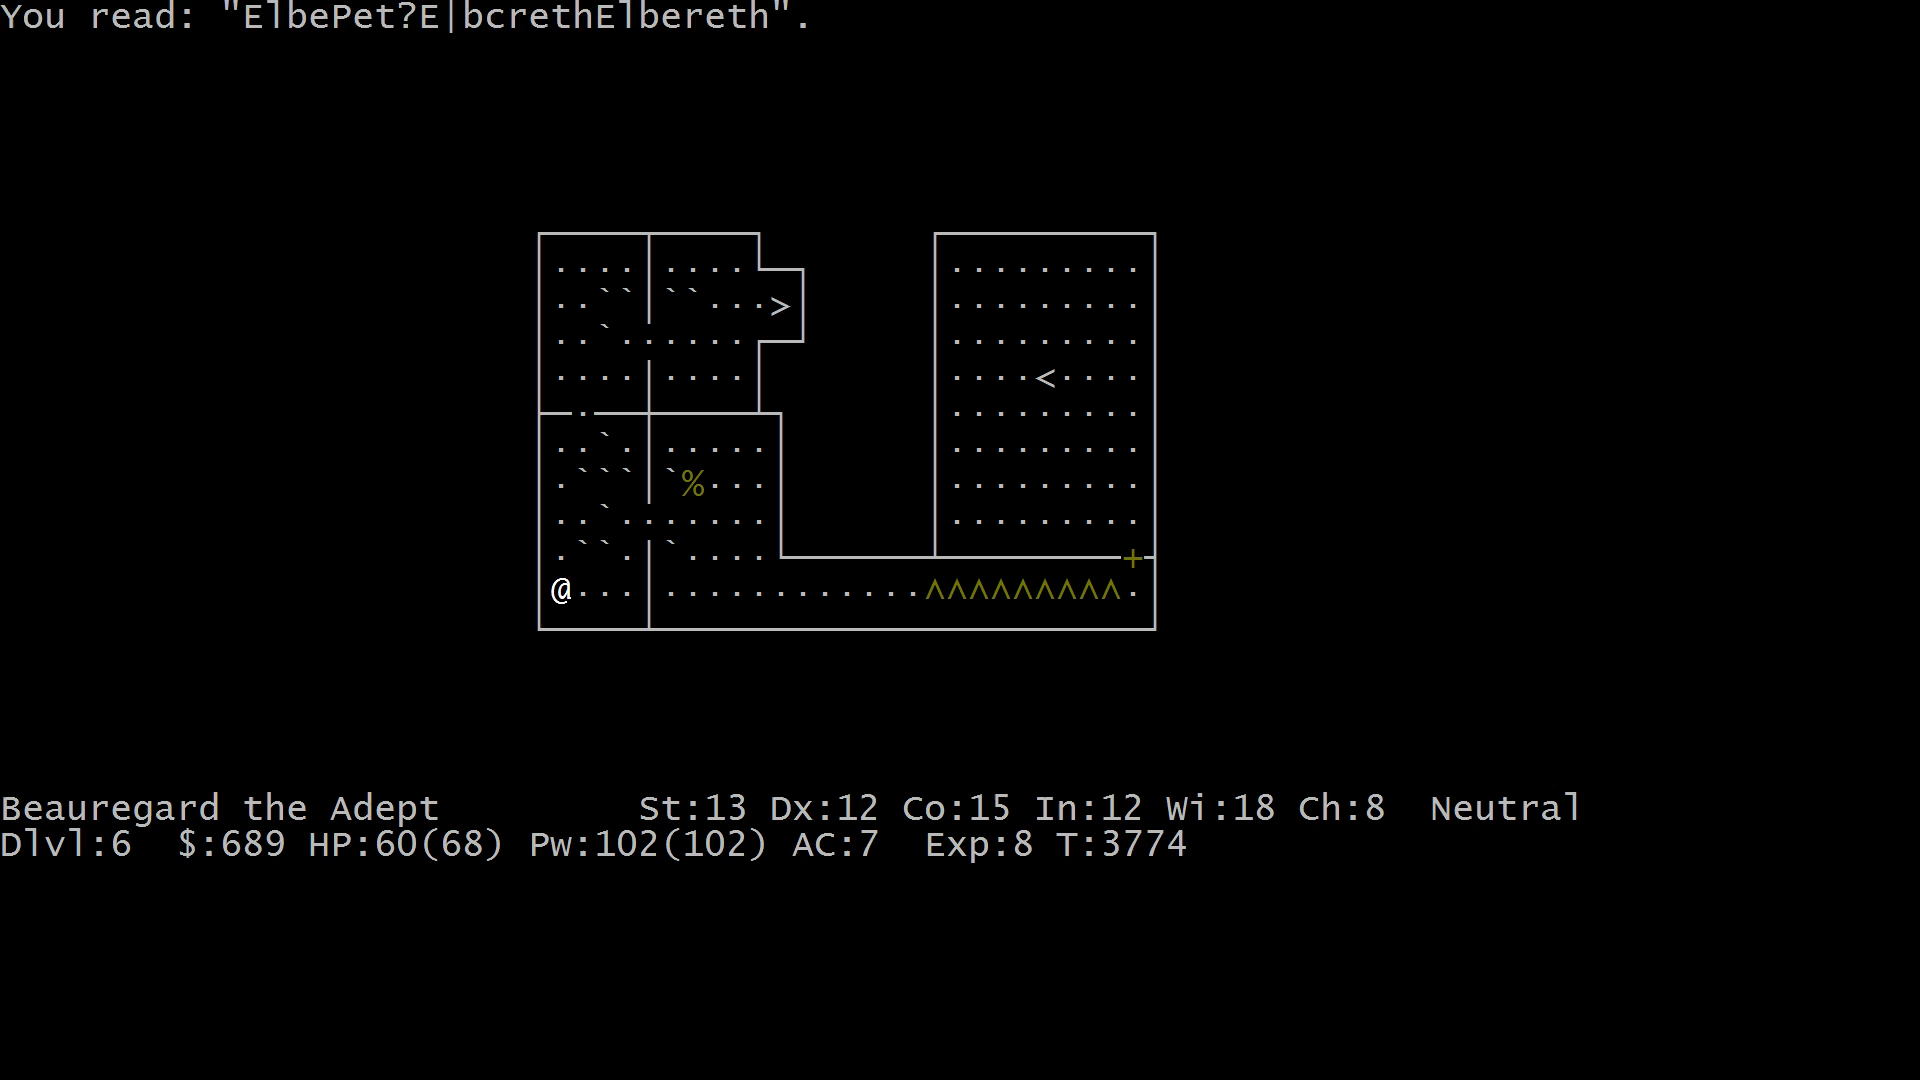 You read: "ElbePet?E|bcrethElbereth".
Beauregard the Adept St:13 Dx:12 Co:15 In:12 Wi:18 Ch:8 Neutral
Dlvl:6 $:689 HP:60(68) Pw:102(102) AC:7 Exp:8 T:3774